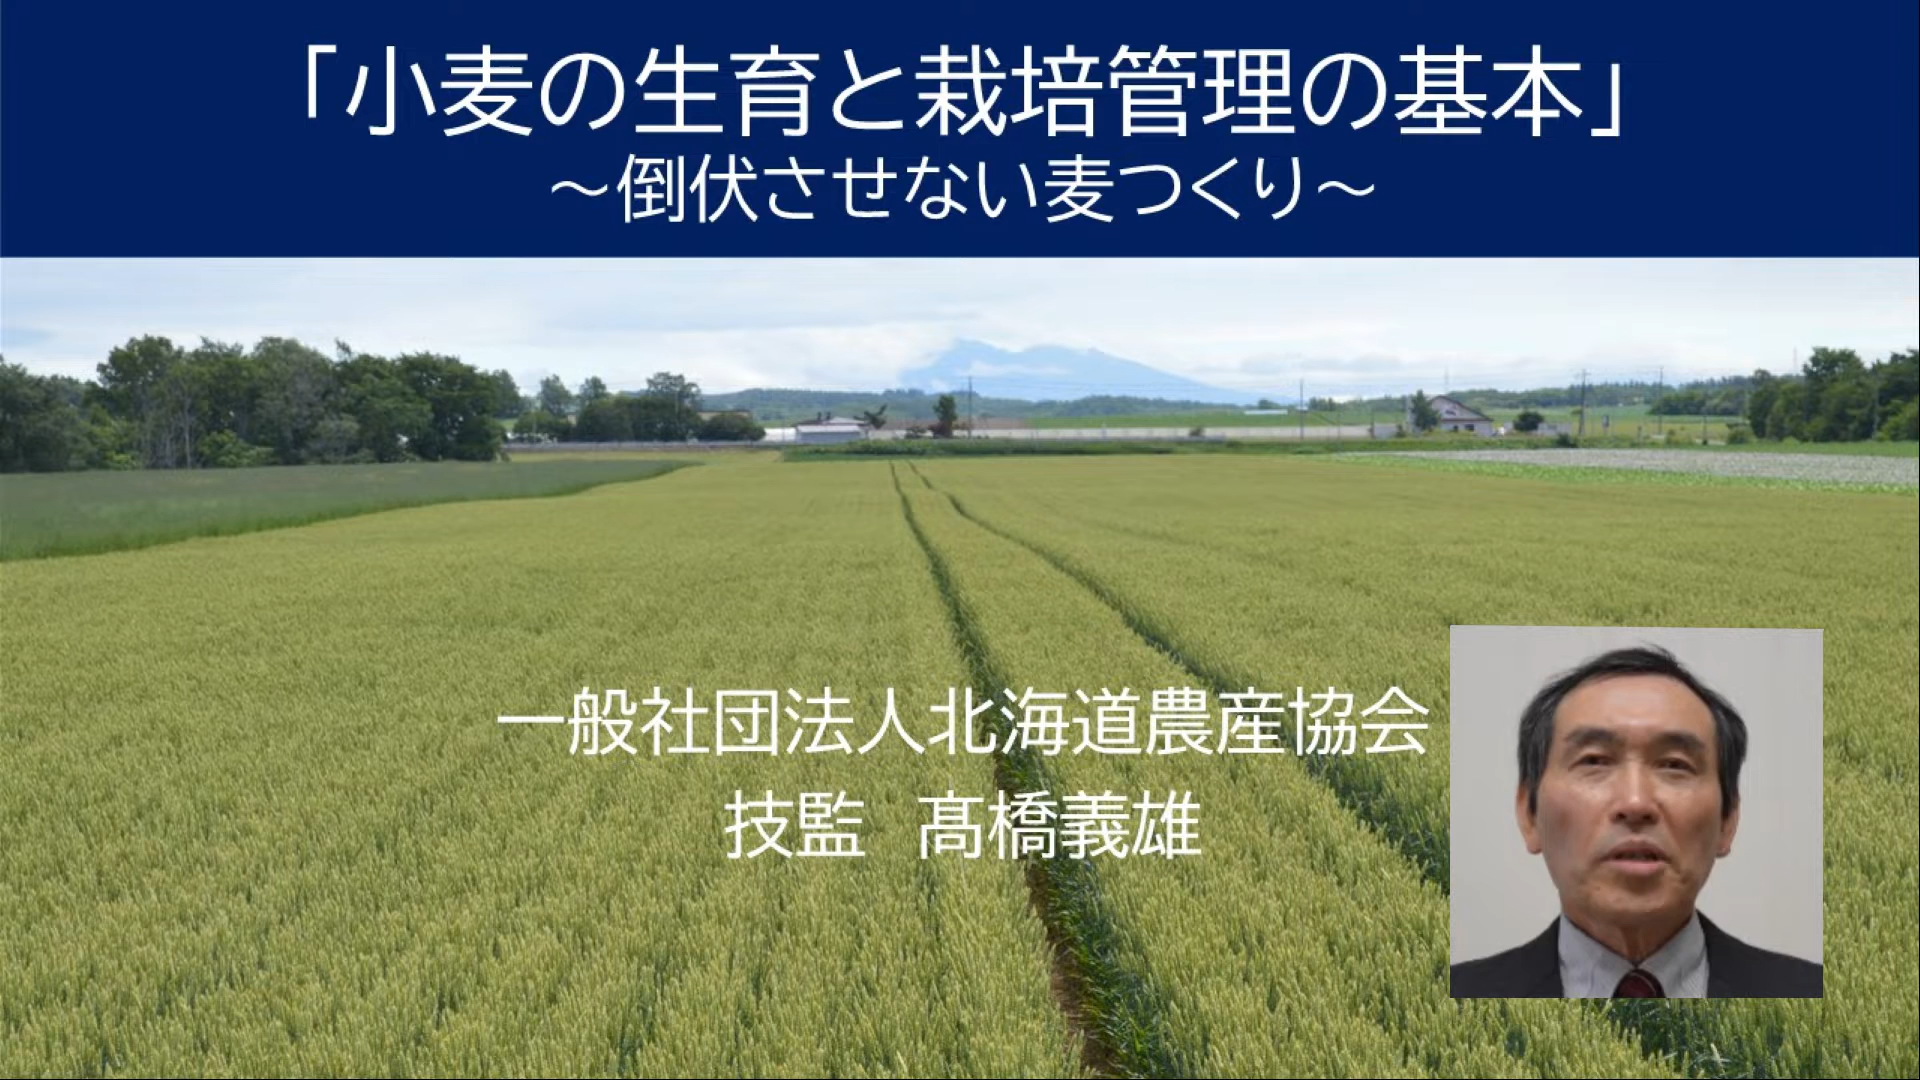 「小麦の生育と栽培管理の基本」
～倒伏させない麦つくり～
一般社団法人北海道農産協会
技監　髙橋義雄